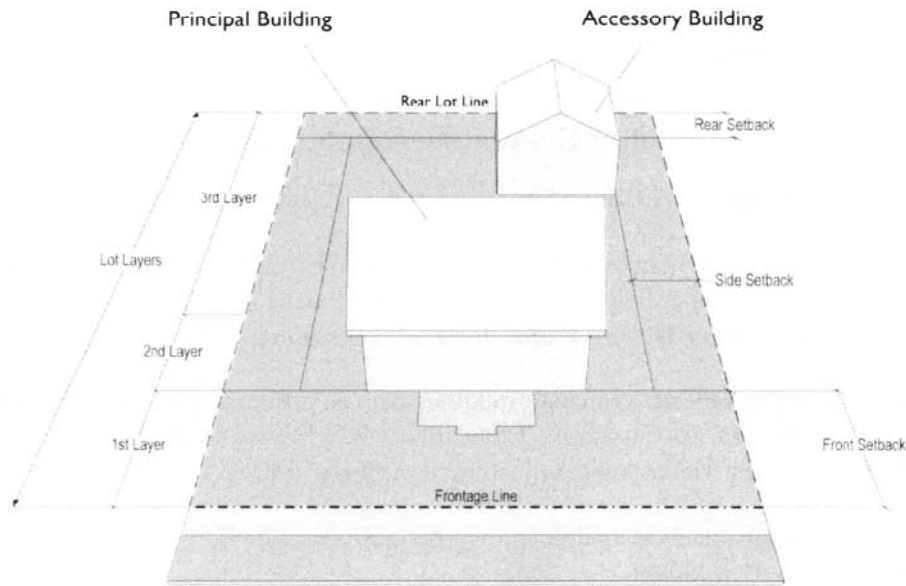 Principal Building
Accessory Building
Rear Lot Line
Rear Setback
3rd Layer
Lot Layers
Side Setback
2nd Layer
1st Layer
Front Setback
Frontage Line